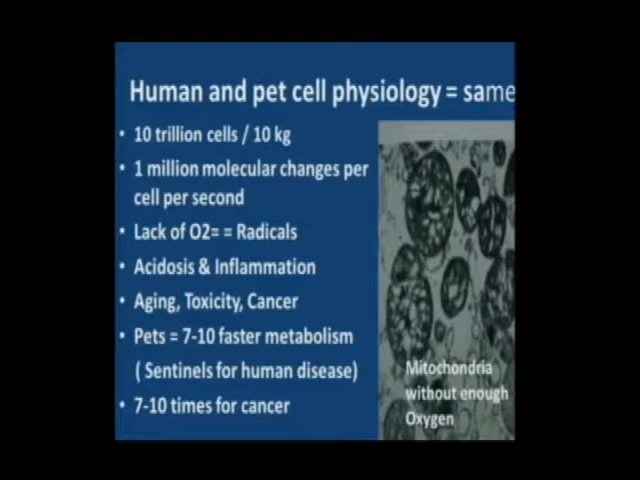 Human and pet cell physiology = same
• 10 trillion cells / 10 kg
• 1 million molecular changes per
cell per second
• Lack of O2= = Radicals
• Acidosis & Inflammation
• Aging, Toxicity, Cancer
• Pets = 7-10 faster metabolism
( Sentinels for human disease)
• 7-10 times for cancer
Mitochondria
without enough
Oxygen